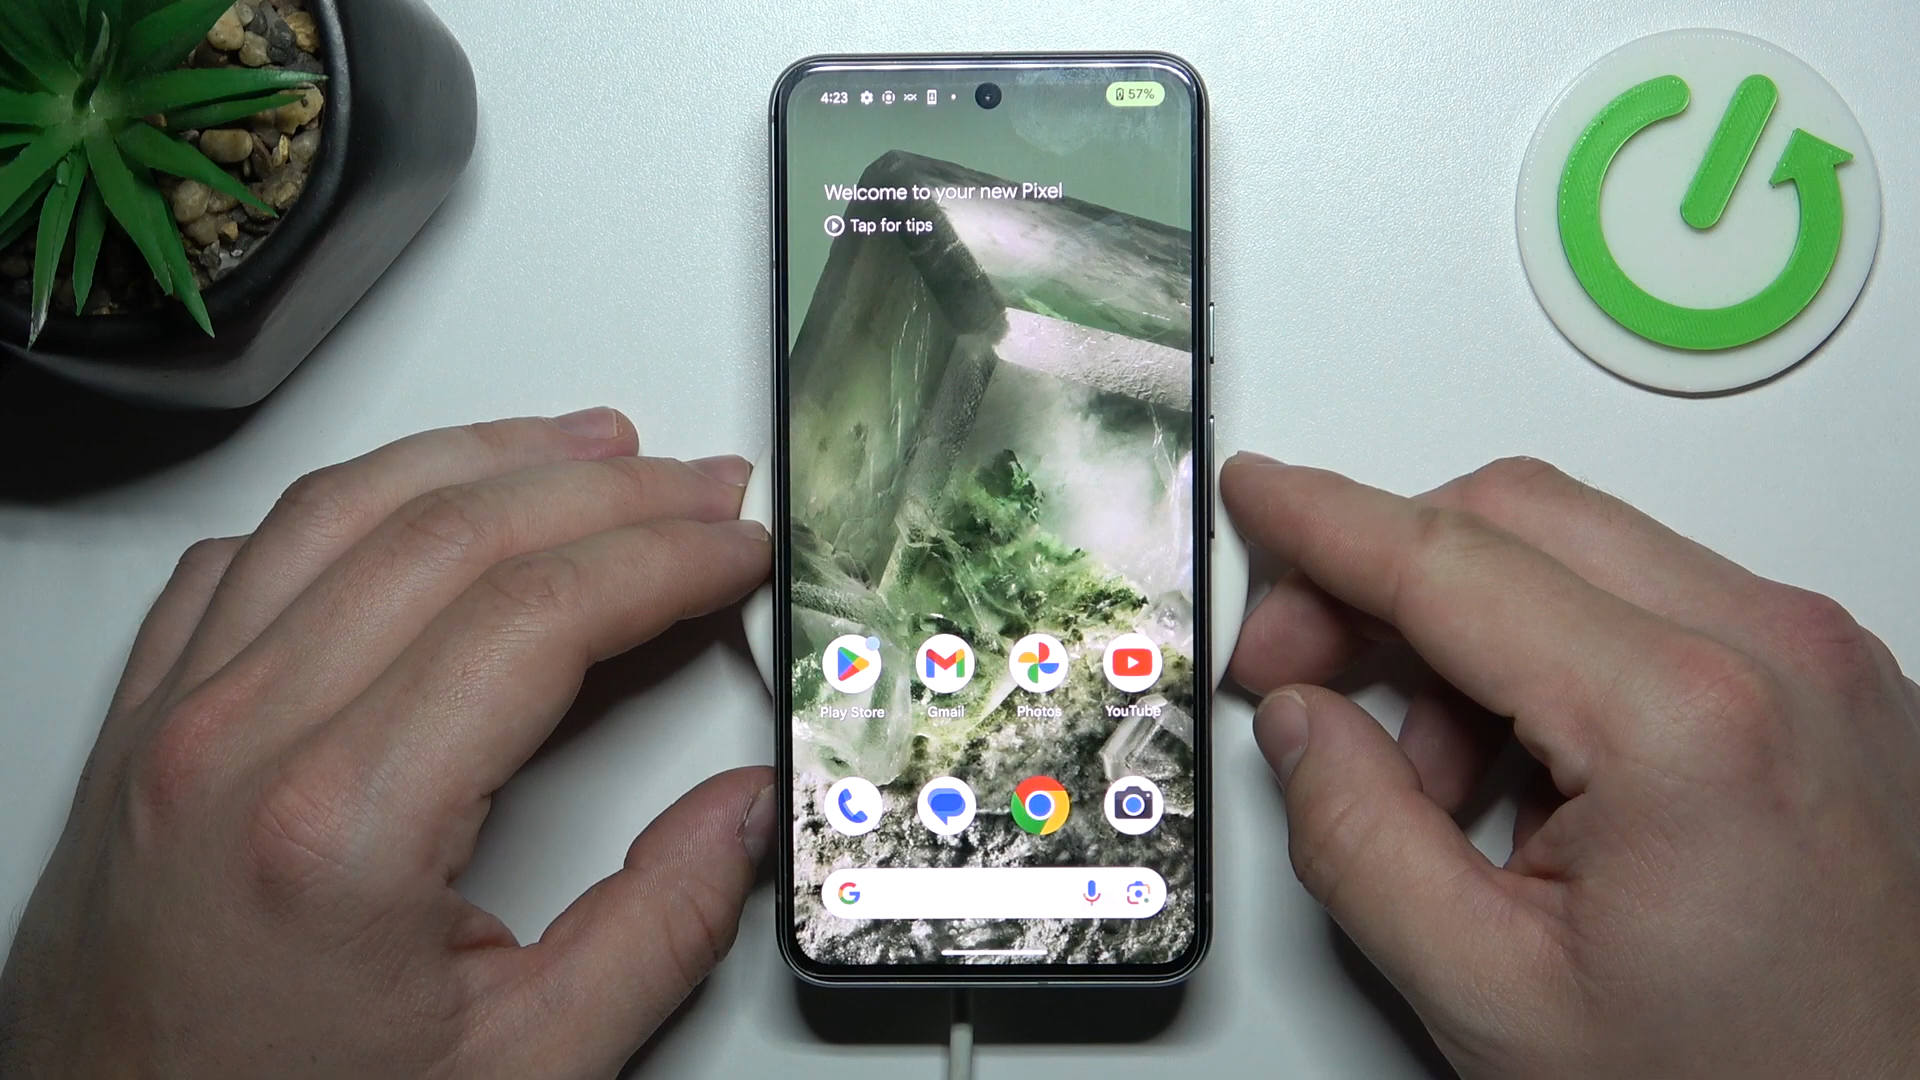 4:23
57%
Welcome to your new Pixel
Tap for tips
Play Store
Gmail
Photos
YouTube